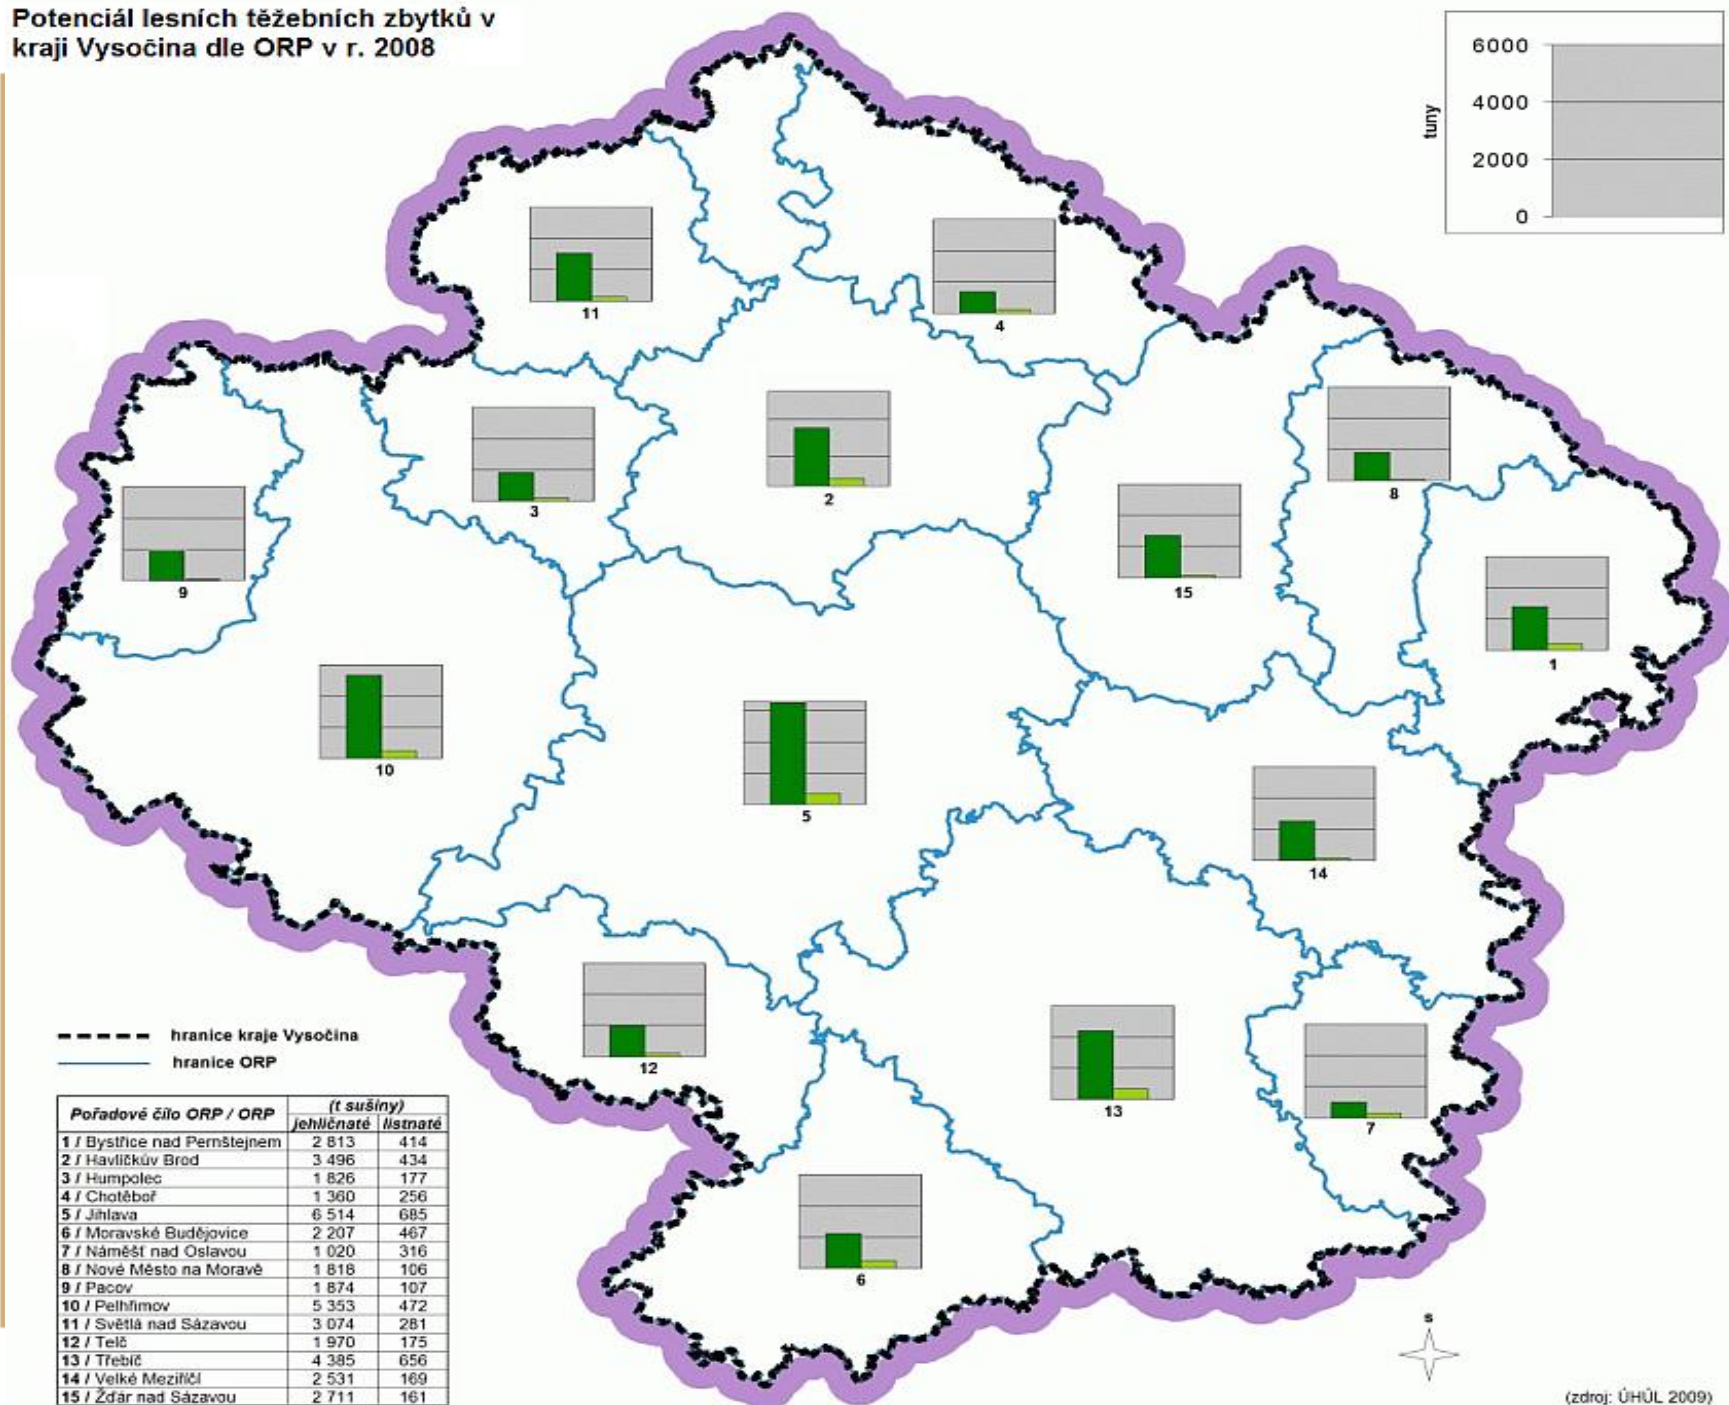 Potenciál lesních těžebních zbytků v
kraji Vysočina dle ORP v r. 2008
6000
4000
2000
0
tuny
11
4
3
2
8
9
15
1
10
5
14
12
13
7
6
hranice kraje Vysočina
hranice ORP
Pořadové čílo ORP / ORP (t sušiny)
jehličnaté listnaté
1 / Bystřice nad Pernštejnem 2 813 414
2 / Havlíčkův Brod 3 496 434
3 / Humpolec 1 826 177
4 / Chotěboř 1 360 256
5 / Jihlava 6 514 685
6 / Moravské Budějovice 2 207 467
7 / Náměšť nad Oslavou 1 020 316
8 / Nové Město na Moravě 1 818 106
9 / Pacov 1 874 107
10 / Pelhřimov 5 353 472
11 / Světlá nad Sázavou 3 074 281
12 / Telč 1 970 175
13 / Třebíč 4 385 656
14 / Velké Meziříčí 2 531 169
15 / Žďár nad Sázavou 2 711 161
s
(zdroj: ÚHÚL 2009)